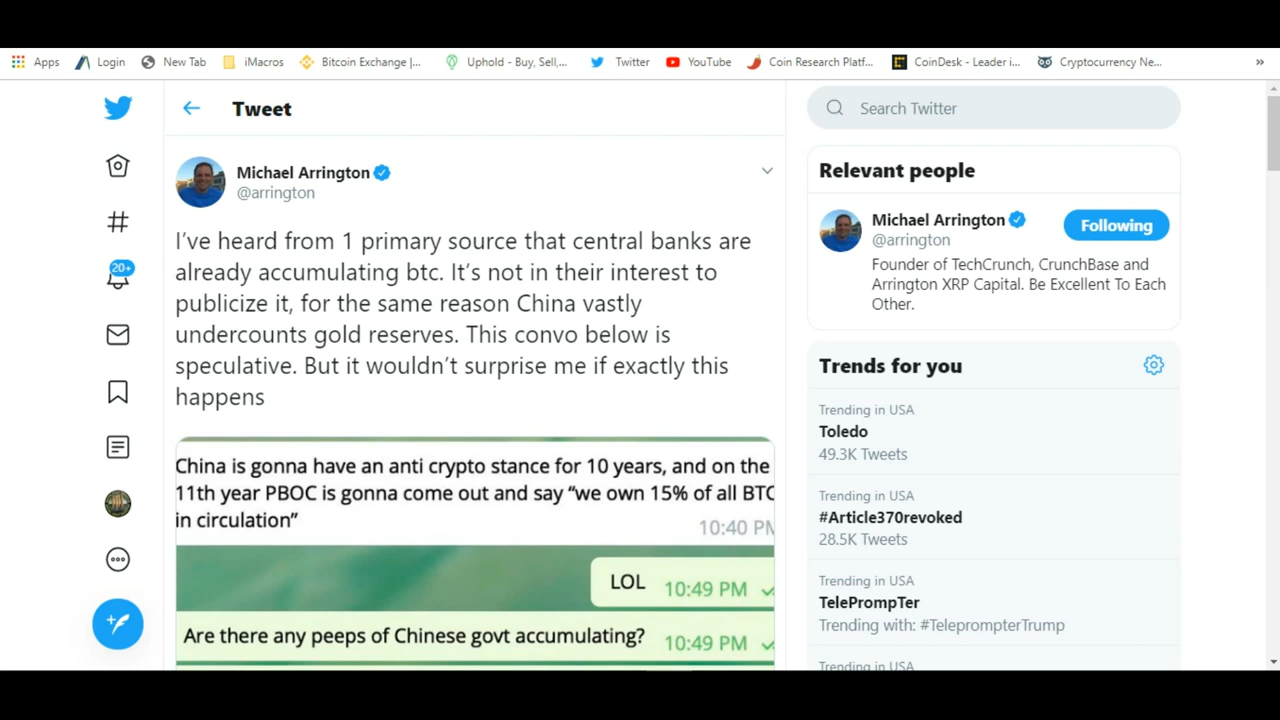 Apps Login New Tab iMacros Bitcoin Exchange |... Uphold - Buy, Sell,... Twitter YouTube Coin Research Platf... CoinDesk - Leader i... Cryptocurrency Ne... »
Tweet
Search Twitter
Michael Arrington
@arrington
I've heard from 1 primary source that central banks are
already accumulating btc. It's not in their interest to
publicize it, for the same reason China vastly
undercounts gold reserves. This convo below is
speculative. But it wouldn't surprise me if exactly this
happens
China is gonna have an anti crypto stance for 10 years, and on the
11th year PBOC is gonna come out and say “we own 15% of all BTC
in circulation”
10:40 PM
LOL 10:49 PM
Are there any peeps of Chinese govt accumulating? 10:49 PM
20+
Relevant people
Michael Arrington
@arrington
Following
Founder of TechCrunch, CrunchBase and
Arrington XRP Capital. Be Excellent To Each
Other.
Trends for you
Trending in USA
Toledo
49.3K Tweets
Trending in USA
#Article370revoked
28.5K Tweets
Trending in USA
TelePrompTer
Trending with: #TeleprompterTrump
Trending in USA